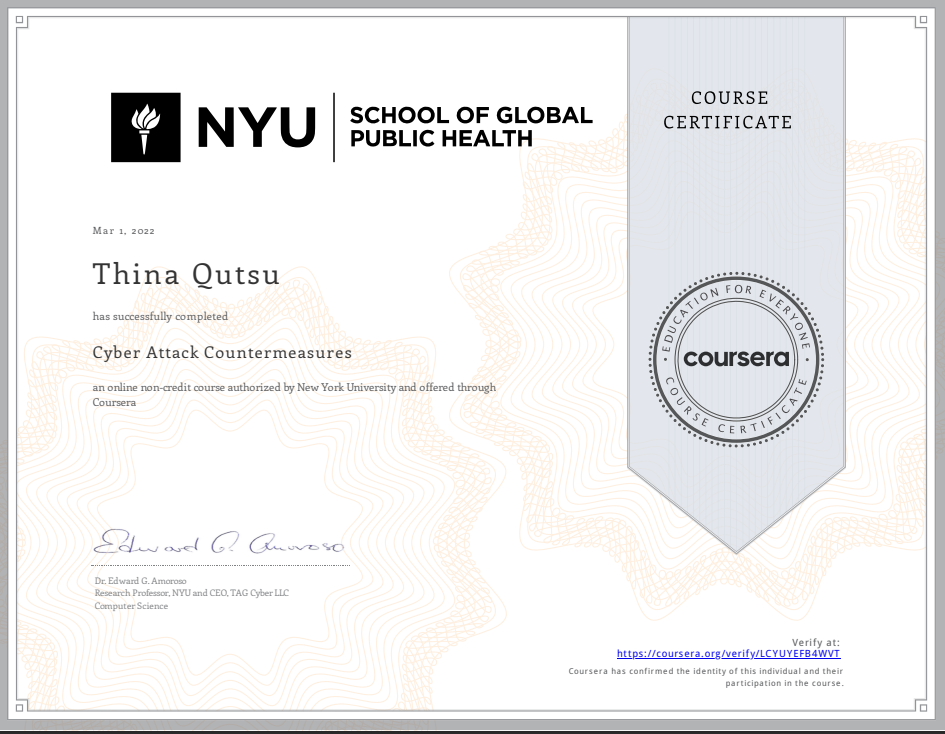 NYU
SCHOOL OF GLOBAL
PUBLIC HEALTH
COURSE
CERTIFICATE
Mar 1, 2022
Thina Qutsu
has successfully completed
Cyber Attack Countermeasures
an online non-credit course authorized by New York University and offered through
Coursera
EDUCATION FOR EVERYONE
coursera
COURSE CERTIFICATE
Edward G. Amoroso
Dr. Edward G. Amoroso
Research Professor, NYU and CEO, TAG Cyber LLC
Computer Science
Verify at:
https://coursera.org/verify/LCYUYEFB4WVT
Coursera has confirmed the identity of this individual and their
participation in the course.